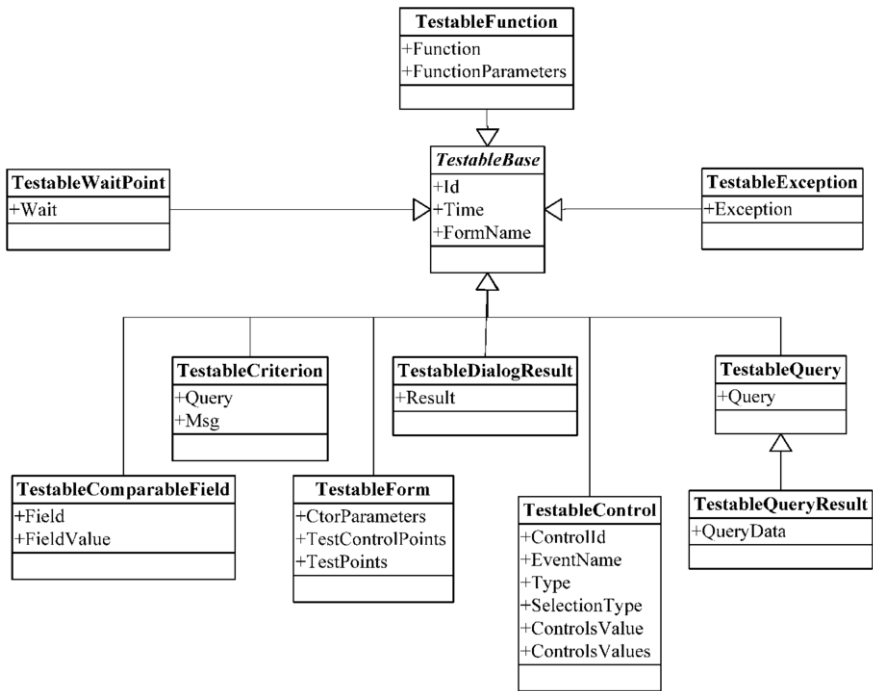 TestableFunction
+Function
+FunctionParameters
TestableBase
+Id
+Time
+FormName
TestableWaitPoint
+Wait
TestableException
+Exception
TestableCriterion
+Query
+Msg
TestableDialogResult
+Result
TestableQuery
+Query
TestableComparableField
+Field
+FieldValue
TestableForm
+CtorParameters
+TestControlPoints
+TestPoints
TestableControl
+ControlId
+EventName
+Type
+SelectionType
+ControlsValue
+ControlsValues
TestableQueryResult
+QueryData